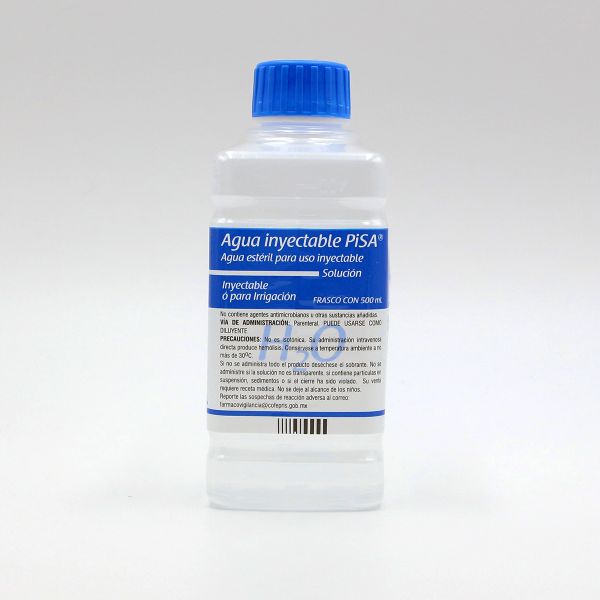 Agua inyectable PiSA®
Agua estéril para uso inyectable
Solución
Inyectable
ó para Irrigación
FRASCO CON 500 mL
No contiene agentes antimicrobianos u otras sustancias añadidas.
VÍA DE ADMINISTRACIÓN: Parenteral. PUEDE USARSE COMO
DILUYENTE
PRECAUCIONES: No es isotónica. Su administración intravenosa
directa produce hemólisis. Consérvese a temperatura ambiente a no
más de 30ºC.
Si no se administra todo el producto deséchese el sobrante. No se
administre si la solución no es transparente, si contiene partículas en
suspensión, sedimentos o si el cierre ha sido violado. Su venta
requiere receta médica. No se deje al alcance de los niños.
Reporte las sospechas de reacción adversa al correo:
farmacovigilancia@cofepris.gob.mx